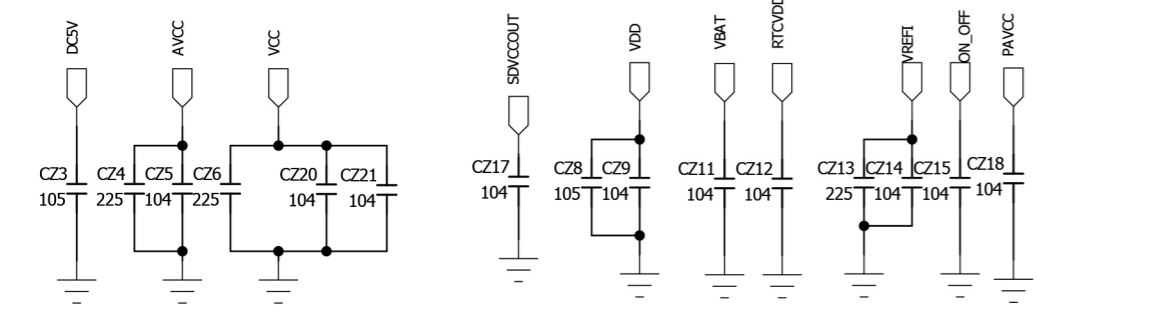 DC5V
AVCC
VCC
SDVCCOUT
VDD
VBAT
RTCVDD
VREFI
ON_OFF
PAVCC
CZ3
105
CZ4
225
CZ5
104
CZ6
225
CZ20
104
CZ21
104
CZ17
104
CZ8
105
CZ9
104
CZ11
104
CZ12
104
CZ13
225
CZ14
104
CZ15
104
CZ18
104